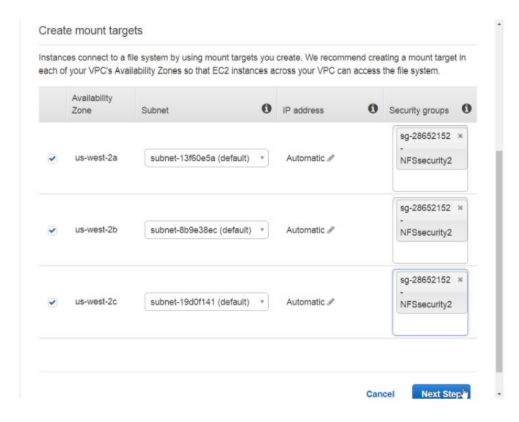 Create mount targets
Instances connect to a file system by using mount targets you create. We recommend creating a mount target in
each of your VPC's Availability Zones so that EC2 instances across your VPC can access the file system.
Availability
Zone
Subnet
IP address
Security groups
us-west-2a
subnet-13f60e5a (default)
Automatic
sg-28652152 ×
-
NFSsecurity2
us-west-2b
subnet-8b9e38ec (default)
Automatic
sg-28652152 ×
-
NFSsecurity2
us-west-2c
subnet-19d0f141 (default)
Automatic
sg-28652152 ×
-
NFSsecurity2
Cancel
Next Step